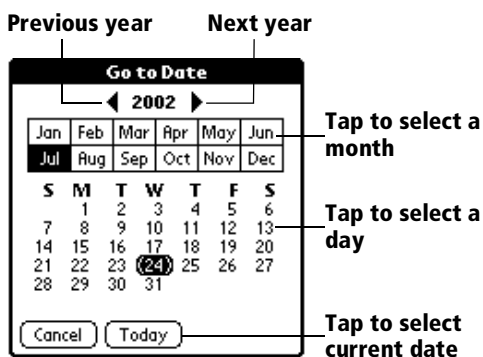 Previous year Next year
Go to Date
2002
Jan Feb Mar Apr May Jun
Jul Aug Sep Oct Nov Dec
Tap to select a
month
S M T W T F S
1 2 3 4 5 6
7 8 9 10 11 12 13
14 15 16 17 18 19 20
21 22 23 24 25 26 27
28 29 30 31
Tap to select a
day
Cancel Today
Tap to select
current date